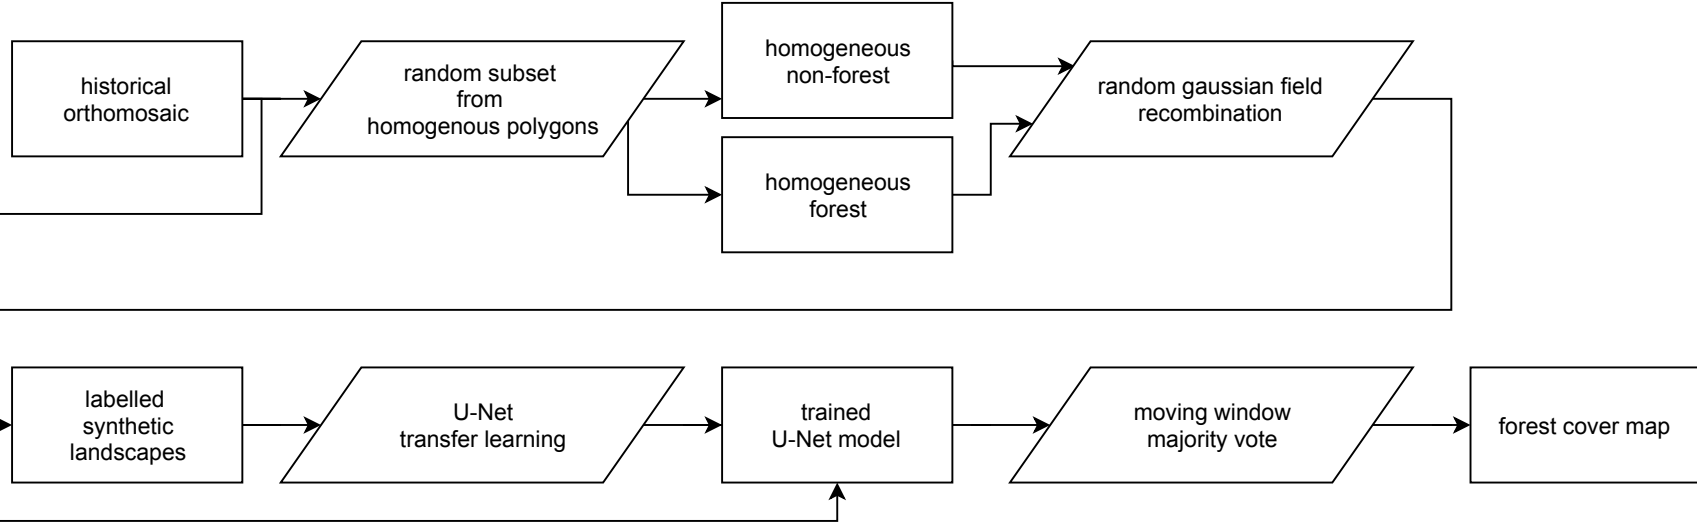 historical
orthomosaic
random subset
from
homogenous polygons
homogeneous
non-forest
homogeneous
forest
random gaussian field
recombination
labelled
synthetic
landscapes
U-Net
transfer learning
trained
U-Net model
moving window
majority vote
forest cover map